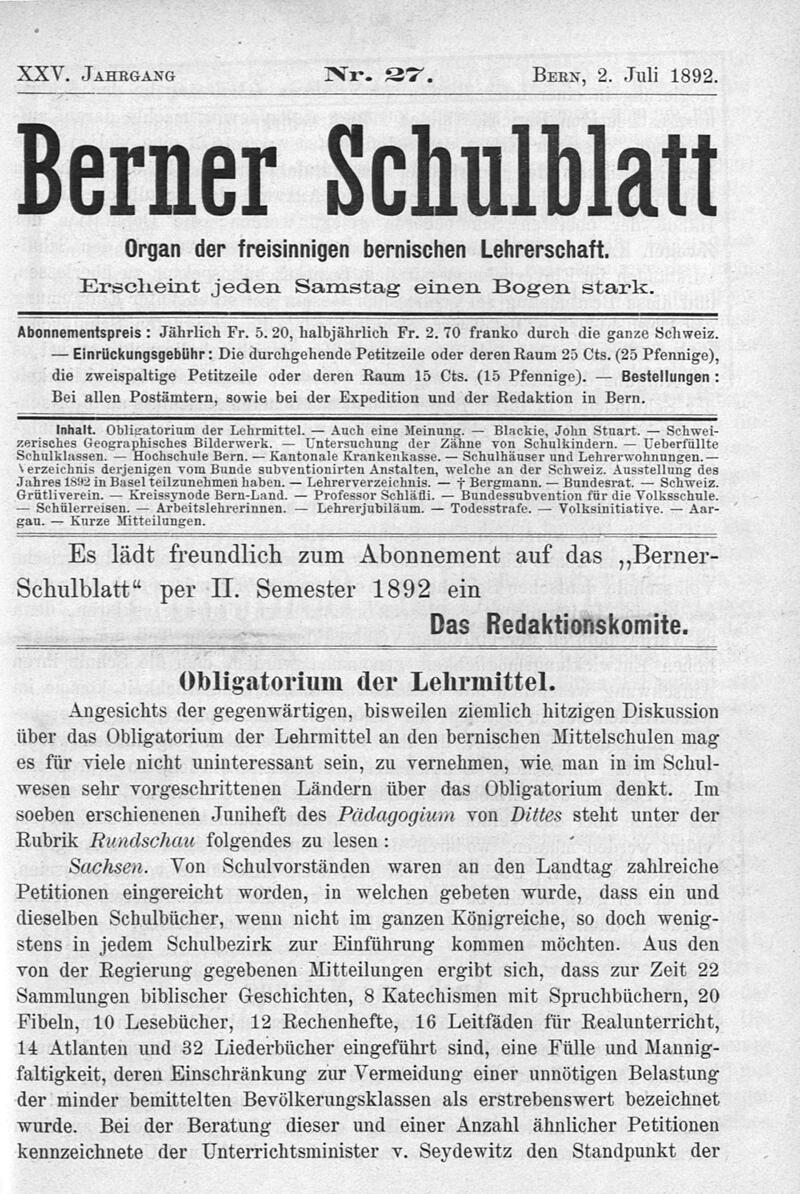 XXV. JAHRGANG Nr. 27. BERN, 2. Juli 1892.
Berner Schulblatt
Organ der freisinnigen bernischen Lehrerschaft.
Erscheint jeden Samstag einen Bogen stark.
Abonnementspreis: Jährlich Fr. 5. 20, halbjährlich Fr. 2. 70 franko durch die ganze Schweiz.
— Einrückungsgebühr: Die durchgehende Petitzeile oder deren Raum 25 Cts. (25 Pfennige),
die zweispaltige Petitzeile oder deren Raum 15 Cts. (15 Pfennige). — Bestellungen:
Bei allen Postämtern, sowie bei der Expedition und der Redaktion in Bern.
Inhalt. Obligatorium der Lehrmittel. — Auch eine Meinung. — Blackie, John Stuart. — Schwei-
zerisches Geographisches Bilderwerk. — Untersuchung der Zähne von Schulkindern. — Ueberfüllte
Schulklassen. — Hochschule Bern. — Kantonale Krankenkasse. — Schulhäuser und Lehrerwohnungen. —
Verzeichnis derjenigen vom Bunde subventionirten Anstalten, welche an der Schweiz. Ausstellung des
Jahres 1892 in Basel teilzunehmen haben. — Lehrerverzeichnis. — † Bergmann. — Bundesrat. — Schweiz.
Grütliverein. — Kreissynode Bern-Land. — Professor Schläfli. — Bundessubvention für die Volksschule.
— Schülerreisen. — Arbeitslehrerinnen. — Lehrerjubiläum. — Todesstrafe. — Volksinitiative. — Aar-
gau. — Kurze Mitteilungen.
Es lädt freundlich zum Abonnement auf das „Berner-
Schulblatt“ per II. Semester 1892 ein
Das Redaktionskomite.
Obligatorium der Lehrmittel.
Angesichts der gegenwärtigen, bisweilen ziemlich hitzigen Diskussion
über das Obligatorium der Lehrmittel an den bernischen Mittelschulen mag
es für viele nicht uninteressant sein, zu vernehmen, wie man in im Schul-
wesen sehr vorgeschrittenen Ländern über das Obligatorium denkt. Im
soeben erschienenen Juniheft des Pädagogium von Dittes steht unter der
Rubrik Rundschau folgendes zu lesen:
Sachsen. Von Schulvorständen waren an den Landtag zahlreiche
Petitionen eingereicht worden, in welchen gebeten wurde, dass ein und
dieselben Schulbücher, wenn nicht im ganzen Königreiche, so doch wenig-
stens in jedem Schulbezirk zur Einführung kommen möchten. Aus den
von der Regierung gegebenen Mitteilungen ergibt sich, dass zur Zeit 22
Sammlungen biblischer Geschichten, 8 Katechismen mit Spruchbüchern, 20
Fibeln, 10 Lesebücher, 12 Rechenhefte, 16 Leitfäden für Realunterricht,
14 Atlanten und 32 Liederbücher eingeführt sind, eine Fülle und Mannig-
faltigkeit, deren Einschränkung zur Vermeidung einer unnötigen Belastung
der minder bemittelten Bevölkerungsklassen als erstrebenswert bezeichnet
wurde. Bei der Beratung dieser und einer Anzahl ähnlicher Petitionen
kennzeichnete der Unterrichtsminister v. Seydewitz den Standpunkt der